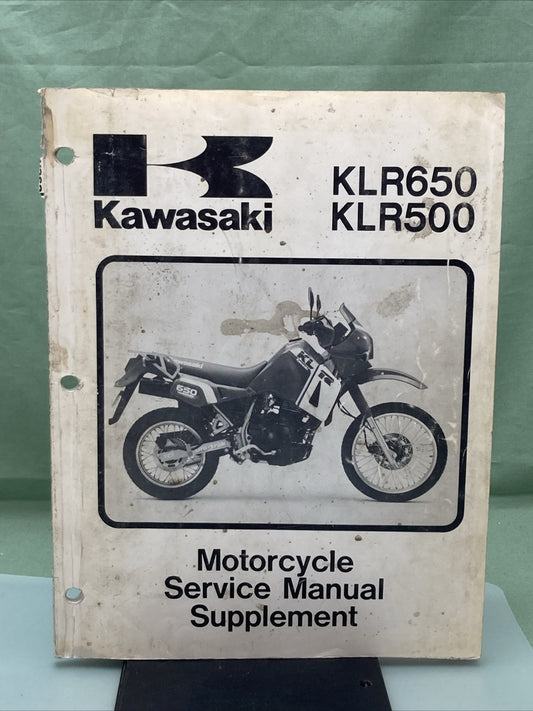 Kawasaki
KLR650
KLR500
KLR
650
Motorcycle
Service Manual
Supplement